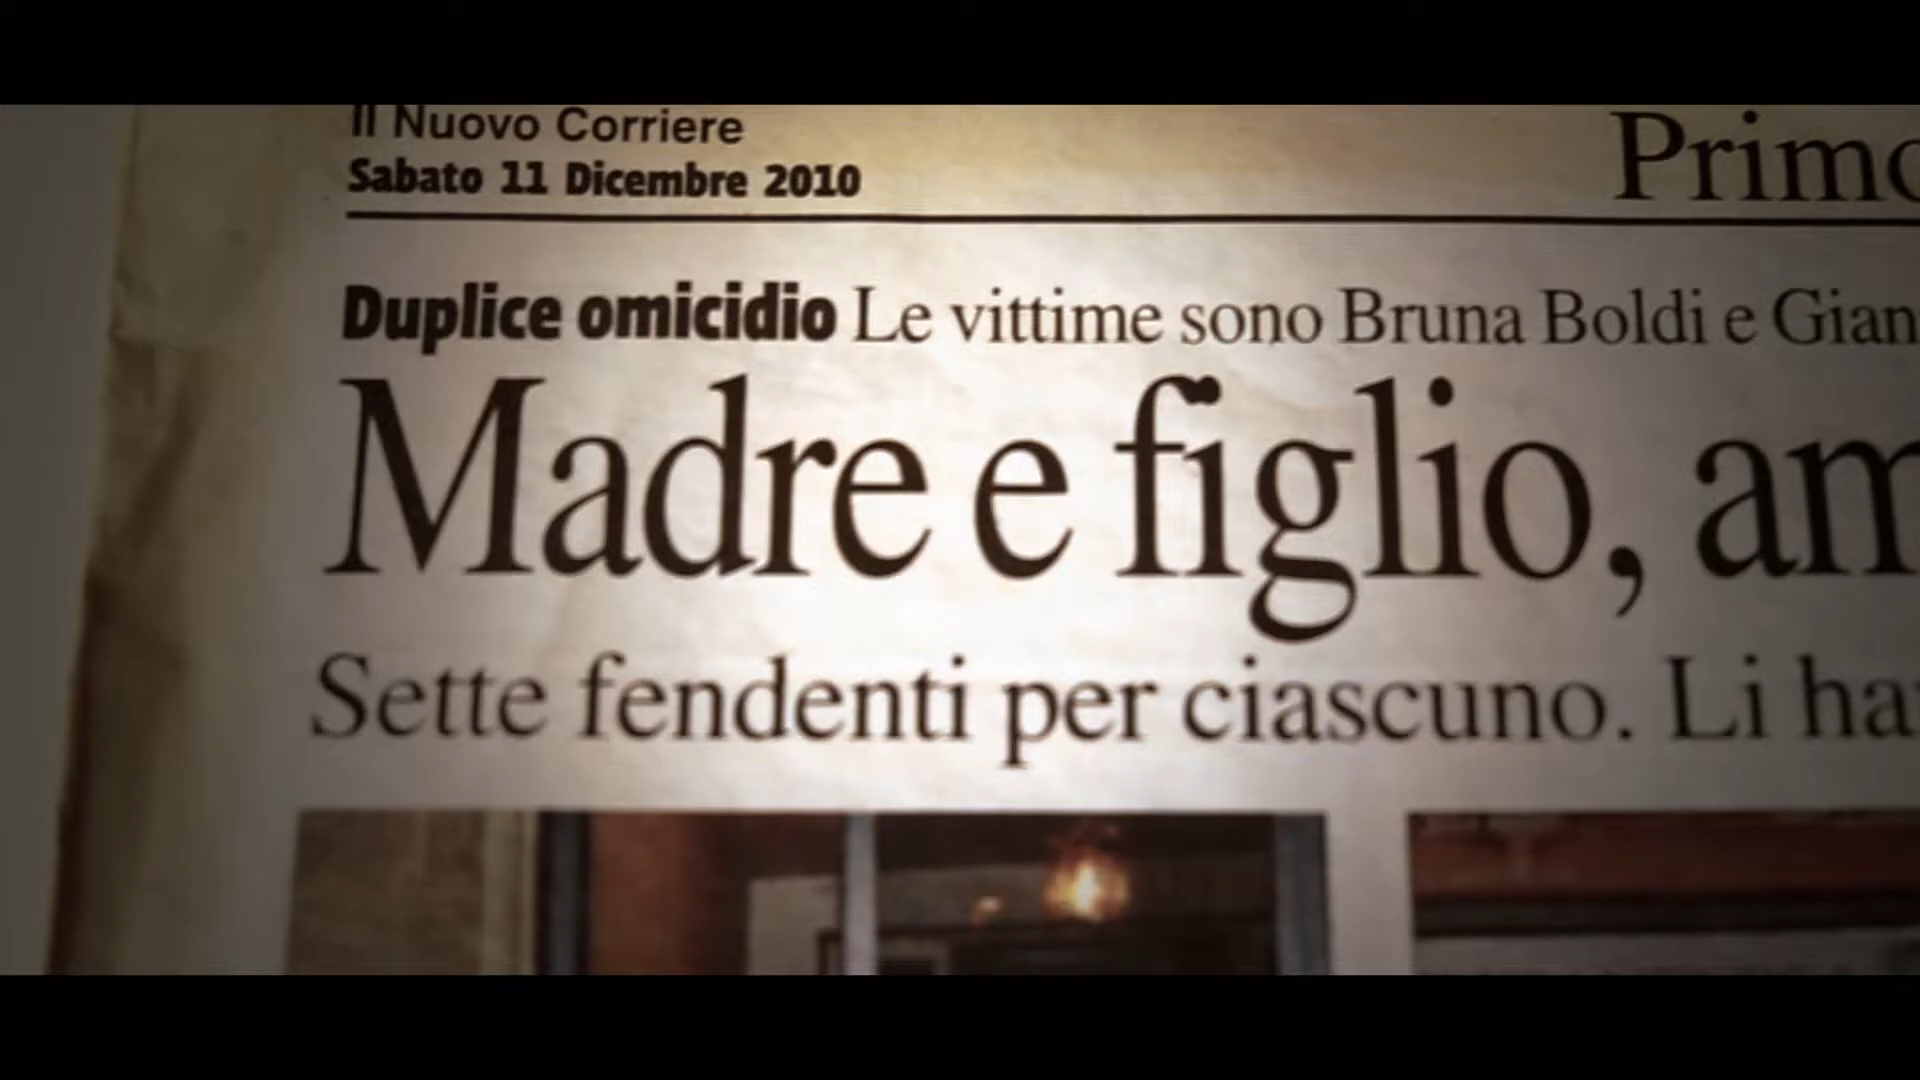 Il Nuovo Corriere
Sabato 11 Dicembre 2010
Duplice omicidio Le vittime sono Bruna Boldi e Gian
Madre e figlio, am
Sette fendenti per ciascuno. Li ha